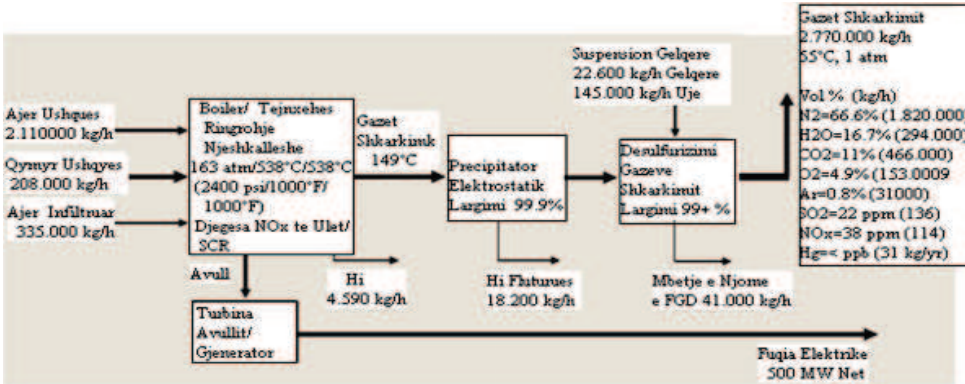 Ajer Ushques
2.110000 kg/h
Qymyr Ushqyes
208.000 kg/h
Ajer Infiltruar
335.000 kg/h
Boiler/ Tejnxehes
Ringrohje
Njeshkalleshe
163 atm/538°C/538°C
(2400 psi/1000°F/
1000°F)
Djegesa NOx te Ulet/
SCR
Avull
Turbina
Avullit/
Gjenerator
Hi
4.590 kg/h
Gazet
Shkarkimk
149°C
Precipitator
Elektrostatik
Largimi 99.9%
Hi Fluturues
18.200 kg/h
Suspension Gelqere
22.600 kg/h Gelqere
145.000 kg/h Uje
Desulfurizimi
Gazeve
Shkarkimit
Largimi 99+ %
Mbetje e Njome
e FGD 41.000 kg/h
Gazet Shkarkimit
2.770.000 kg/h
55°C, 1 atm
Vol % (kg/h)
N2=66.6% (1.820.000)
H2O=16.7% (294.000)
CO2=11% (466.000)
O2=4.9% (153.0009
Ar=0.8% (31000)
SO2=22 ppm (136)
NOx=38 ppm (114)
Hg=< ppb (31 kg/yr)
Fuqia Elektrike
500 MW Net